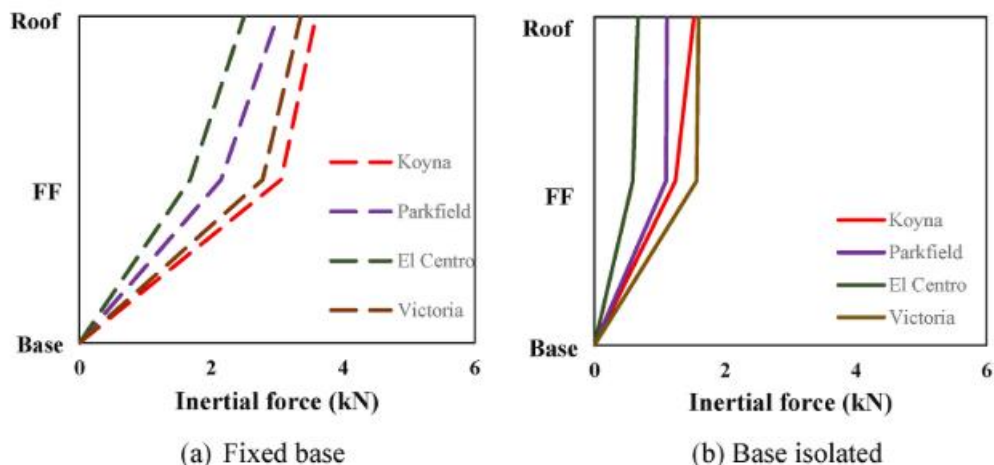 Roof
FF
Base
Koyna
Parkfield
El Centro
Victoria
0 2 4 6
Inertial force (kN)
(a) Fixed base
Roof
FF
Base
Koyna
Parkfield
El Centro
Victoria
0 2 4 6
Inertial force (kN)
(b) Base isolated